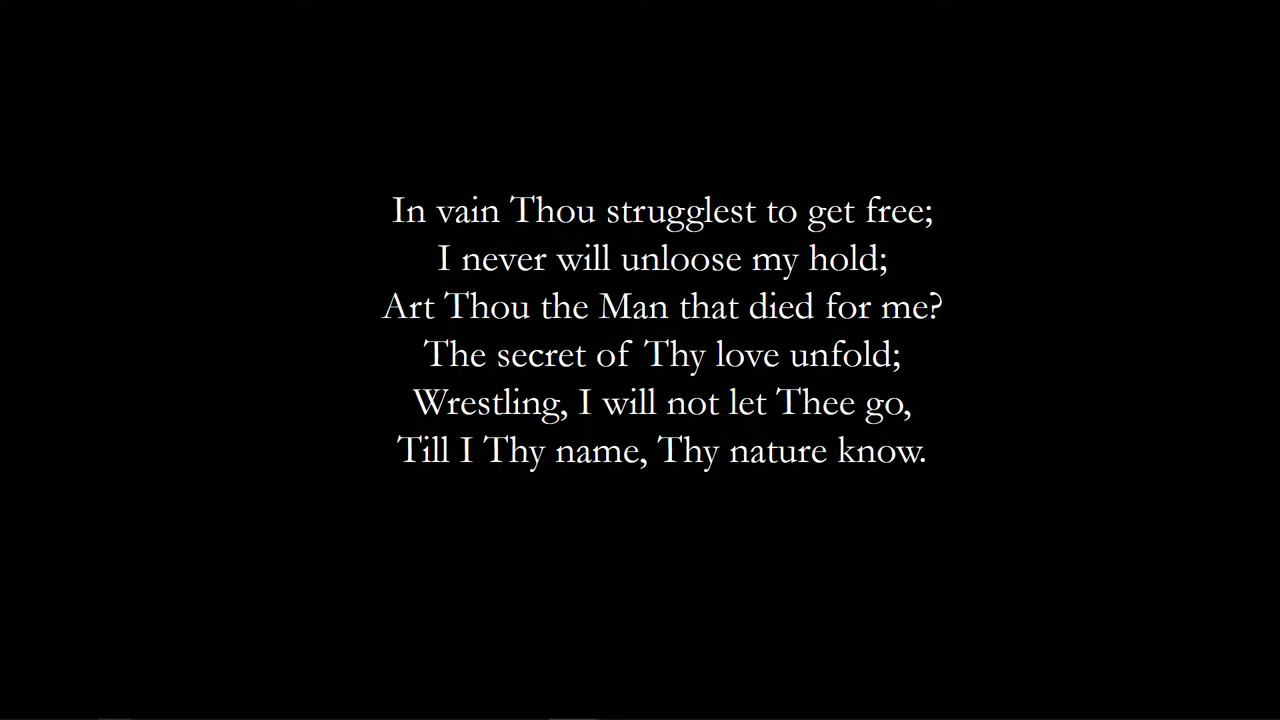 In vain Thou strugglest to get free;
I never will unloose my hold;
Art Thou the Man that died for me?
The secret of Thy love unfold;
Wrestling, I will not let Thee go,
Till I Thy name, Thy nature know.